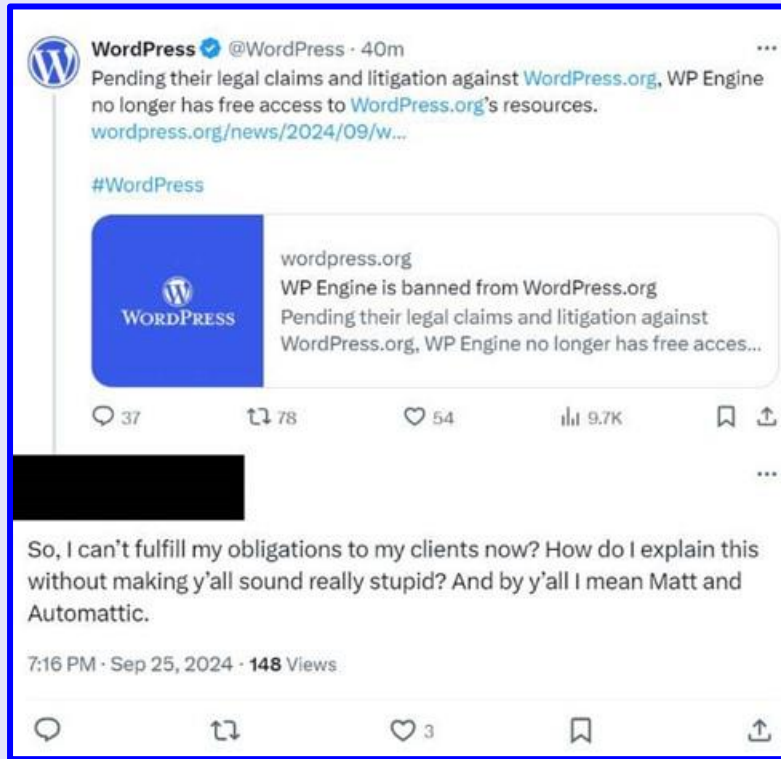 WordPress @WordPress · 40m
Pending their legal claims and litigation against WordPress.org, WP Engine
no longer has free access to WordPress.org's resources.
wordpress.org/news/2024/09/w...
#WordPress
WORDPRESS
wordpress.org
WP Engine is banned from WordPress.org
Pending their legal claims and litigation against
WordPress.org, WP Engine no longer has free acces...
37 78 54 9.7K
So, I can't fulfill my obligations to my clients now? How do I explain this
without making y'all sound really stupid? And by y'all I mean Matt and
Automattic.
7:16 PM · Sep 25, 2024 · 148 Views
3